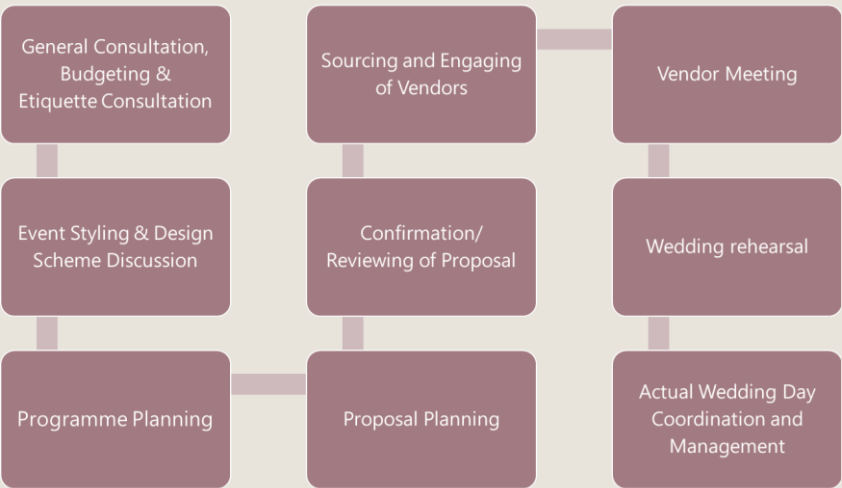 General Consultation,
Budgeting &
Etiquette Consultation
Event Styling & Design
Scheme Discussion
Programme Planning
Proposal Planning
Confirmation/
Reviewing of Proposal
Sourcing and Engaging
of Vendors
Vendor Meeting
Wedding rehearsal
Actual Wedding Day
Coordination and
Management